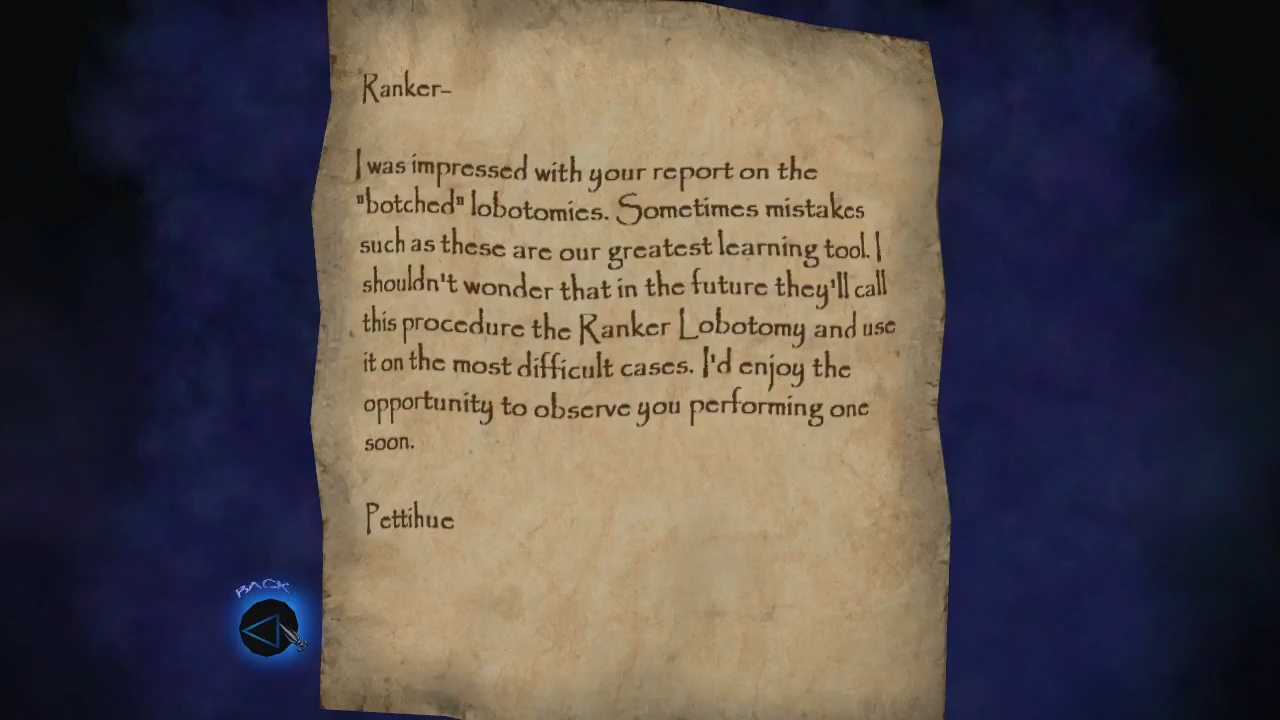 Ranker-
I was impressed with your report on the
"botched" lobotomies. Sometimes mistakes
such as these are our greatest learning tool. I
shouldn't wonder that in the future they'll call
this procedure the Ranker Lobotomy and use
it on the most difficult cases. I'd enjoy the
opportunity to observe you performing one
soon.
Pettihue
BACK